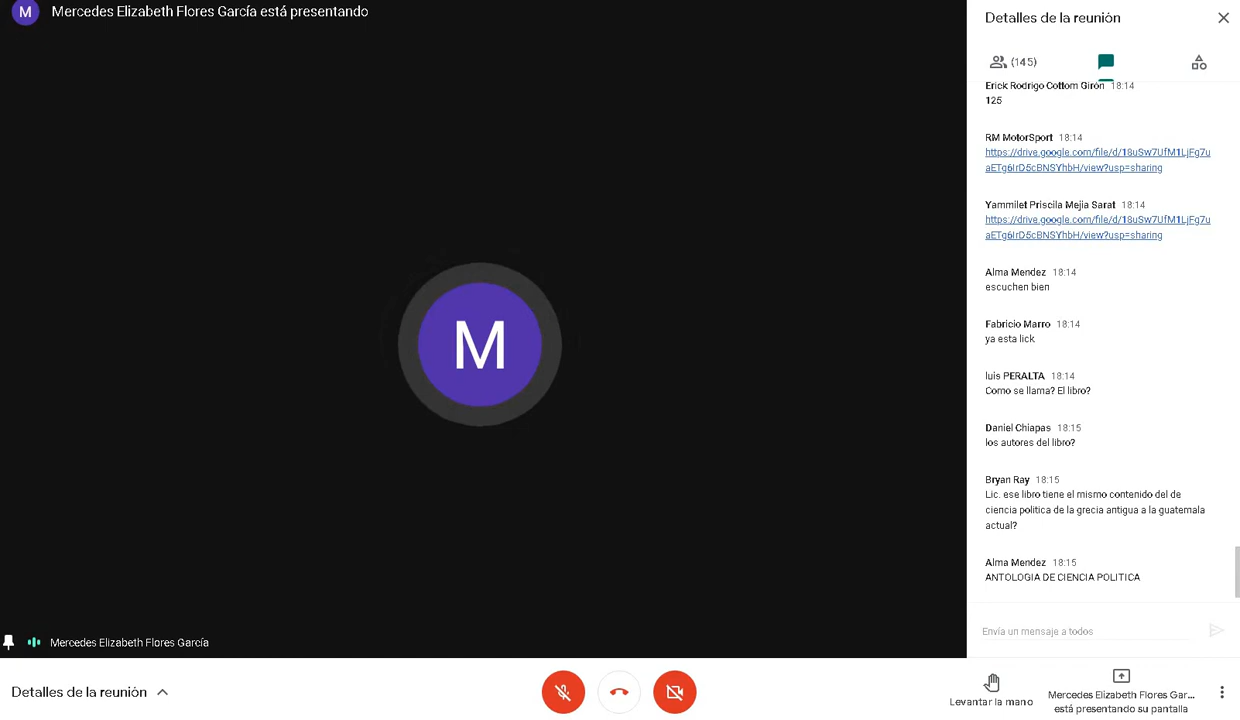 M Mercedes Elizabeth Flores García está presentando
M
Mercedes Elizabeth Flores García
Detalles de la reunión
(145)
Erick Rodrigo Cottom Girón 18:14
125
RM MotorSport 18:14
https://drive.google.com/file/d/18uSw7UfM1LjFg7u
aETg6IrD5cBNSYhbH/view?usp=sharing
Yammilet Priscila Mejia Sarat 18:14
https://drive.google.com/file/d/18uSw7UfM1LjFg7u
aETg6IrD5cBNSYhbH/view?usp=sharing
Alma Mendez 18:14
escuchen bien
Fabricio Marro 18:14
ya esta lick
luis PERALTA 18:14
Como se llama? El libro?
Daniel Chiapas 18:15
los autores del libro?
Bryan Ray 18:15
Lic. ese libro tiene el mismo contenido del de
ciencia politica de la grecia antigua a la guatemala
actual?
Alma Mendez 18:15
ANTOLOGIA DE CIENCIA POLITICA
Envía un mensaje a todos
Detalles de la reunión
Levantar la mano
Mercedes Elizabeth Flores Gar...
está presentando su pantalla